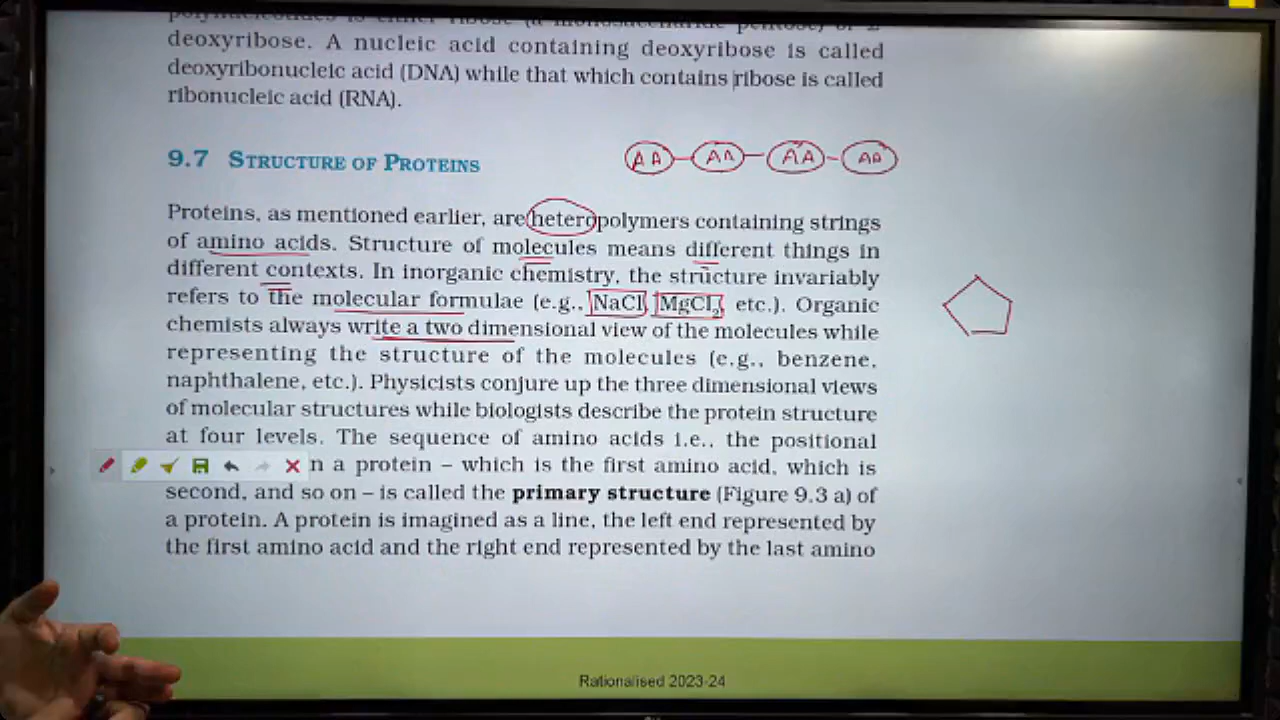 polynucleotides is either ribose (a monosaccharide pentose) or 2
deoxyribose. A nucleic acid containing deoxyribose is called
deoxyribonucleic acid (DNA) while that which contains ribose is called
ribonucleic acid (RNA).
9.7 STRUCTURE OF PROTEINS
AA AA AA AA
Proteins, as mentioned earlier, are heteropolymers containing strings
of amino acids. Structure of molecules means different things in
different contexts. In inorganic chemistry, the structure invariably
refers to the molecular formulae (e.g., NaCl, MgCl₂, etc.). Organic
chemists always write a two dimensional view of the molecules while
representing the structure of the molecules (e.g., benzene,
naphthalene, etc.). Physicists conjure up the three dimensional views
of molecular structures while biologists describe the protein structure
at four levels. The sequence of amino acids i.e., the positional
n a protein – which is the first amino acid, which is
second, and so on – is called the primary structure (Figure 9.3 a) of
a protein. A protein is imagined as a line, the left end represented by
the first amino acid and the right end represented by the last amino
Rationalised 2023-24